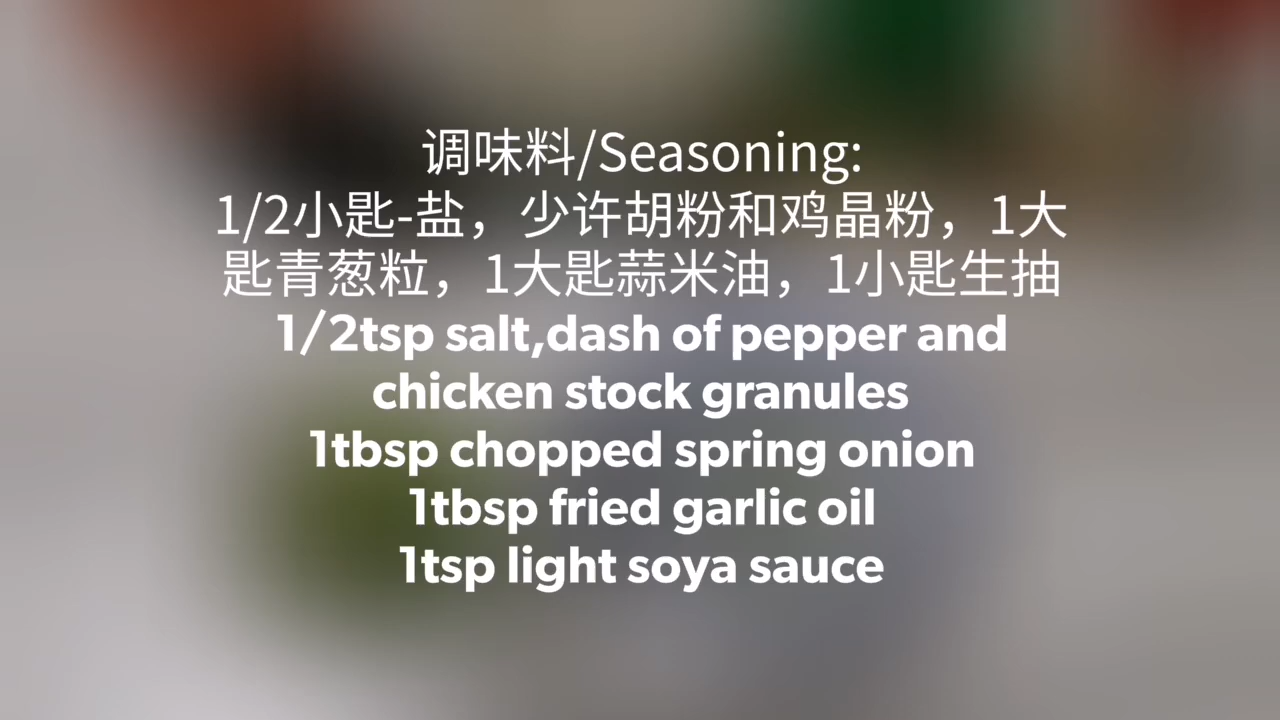 调味料/Seasoning:
1/2小匙-盐，少许胡粉和鸡晶粉，1大
匙青葱粒，1大匙蒜米油，1小匙生抽
1/2tsp salt,dash of pepper and
chicken stock granules
1tbsp chopped spring onion
1tbsp fried garlic oil
1tsp light soya sauce